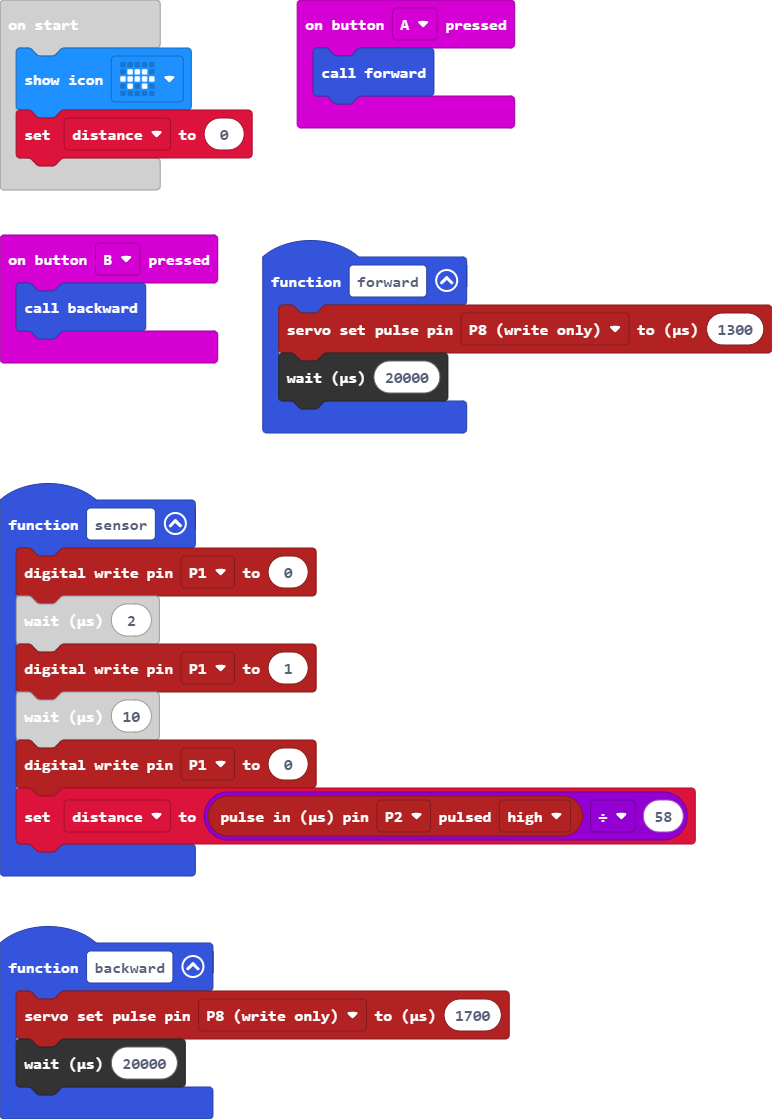 on start
show icon
set distance to 0
on button A pressed
call forward
on button B pressed
call backward
function forward
servo set pulse pin P8 (write only) to (µs) 1300
wait (µs) 20000
function sensor
digital write pin P1 to 0
wait (µs) 2
digital write pin P1 to 1
wait (µs) 10
digital write pin P1 to 0
set distance to pulse in (µs) pin P2 pulsed high ÷ 58
function backward
servo set pulse pin P8 (write only) to (µs) 1700
wait (µs) 20000